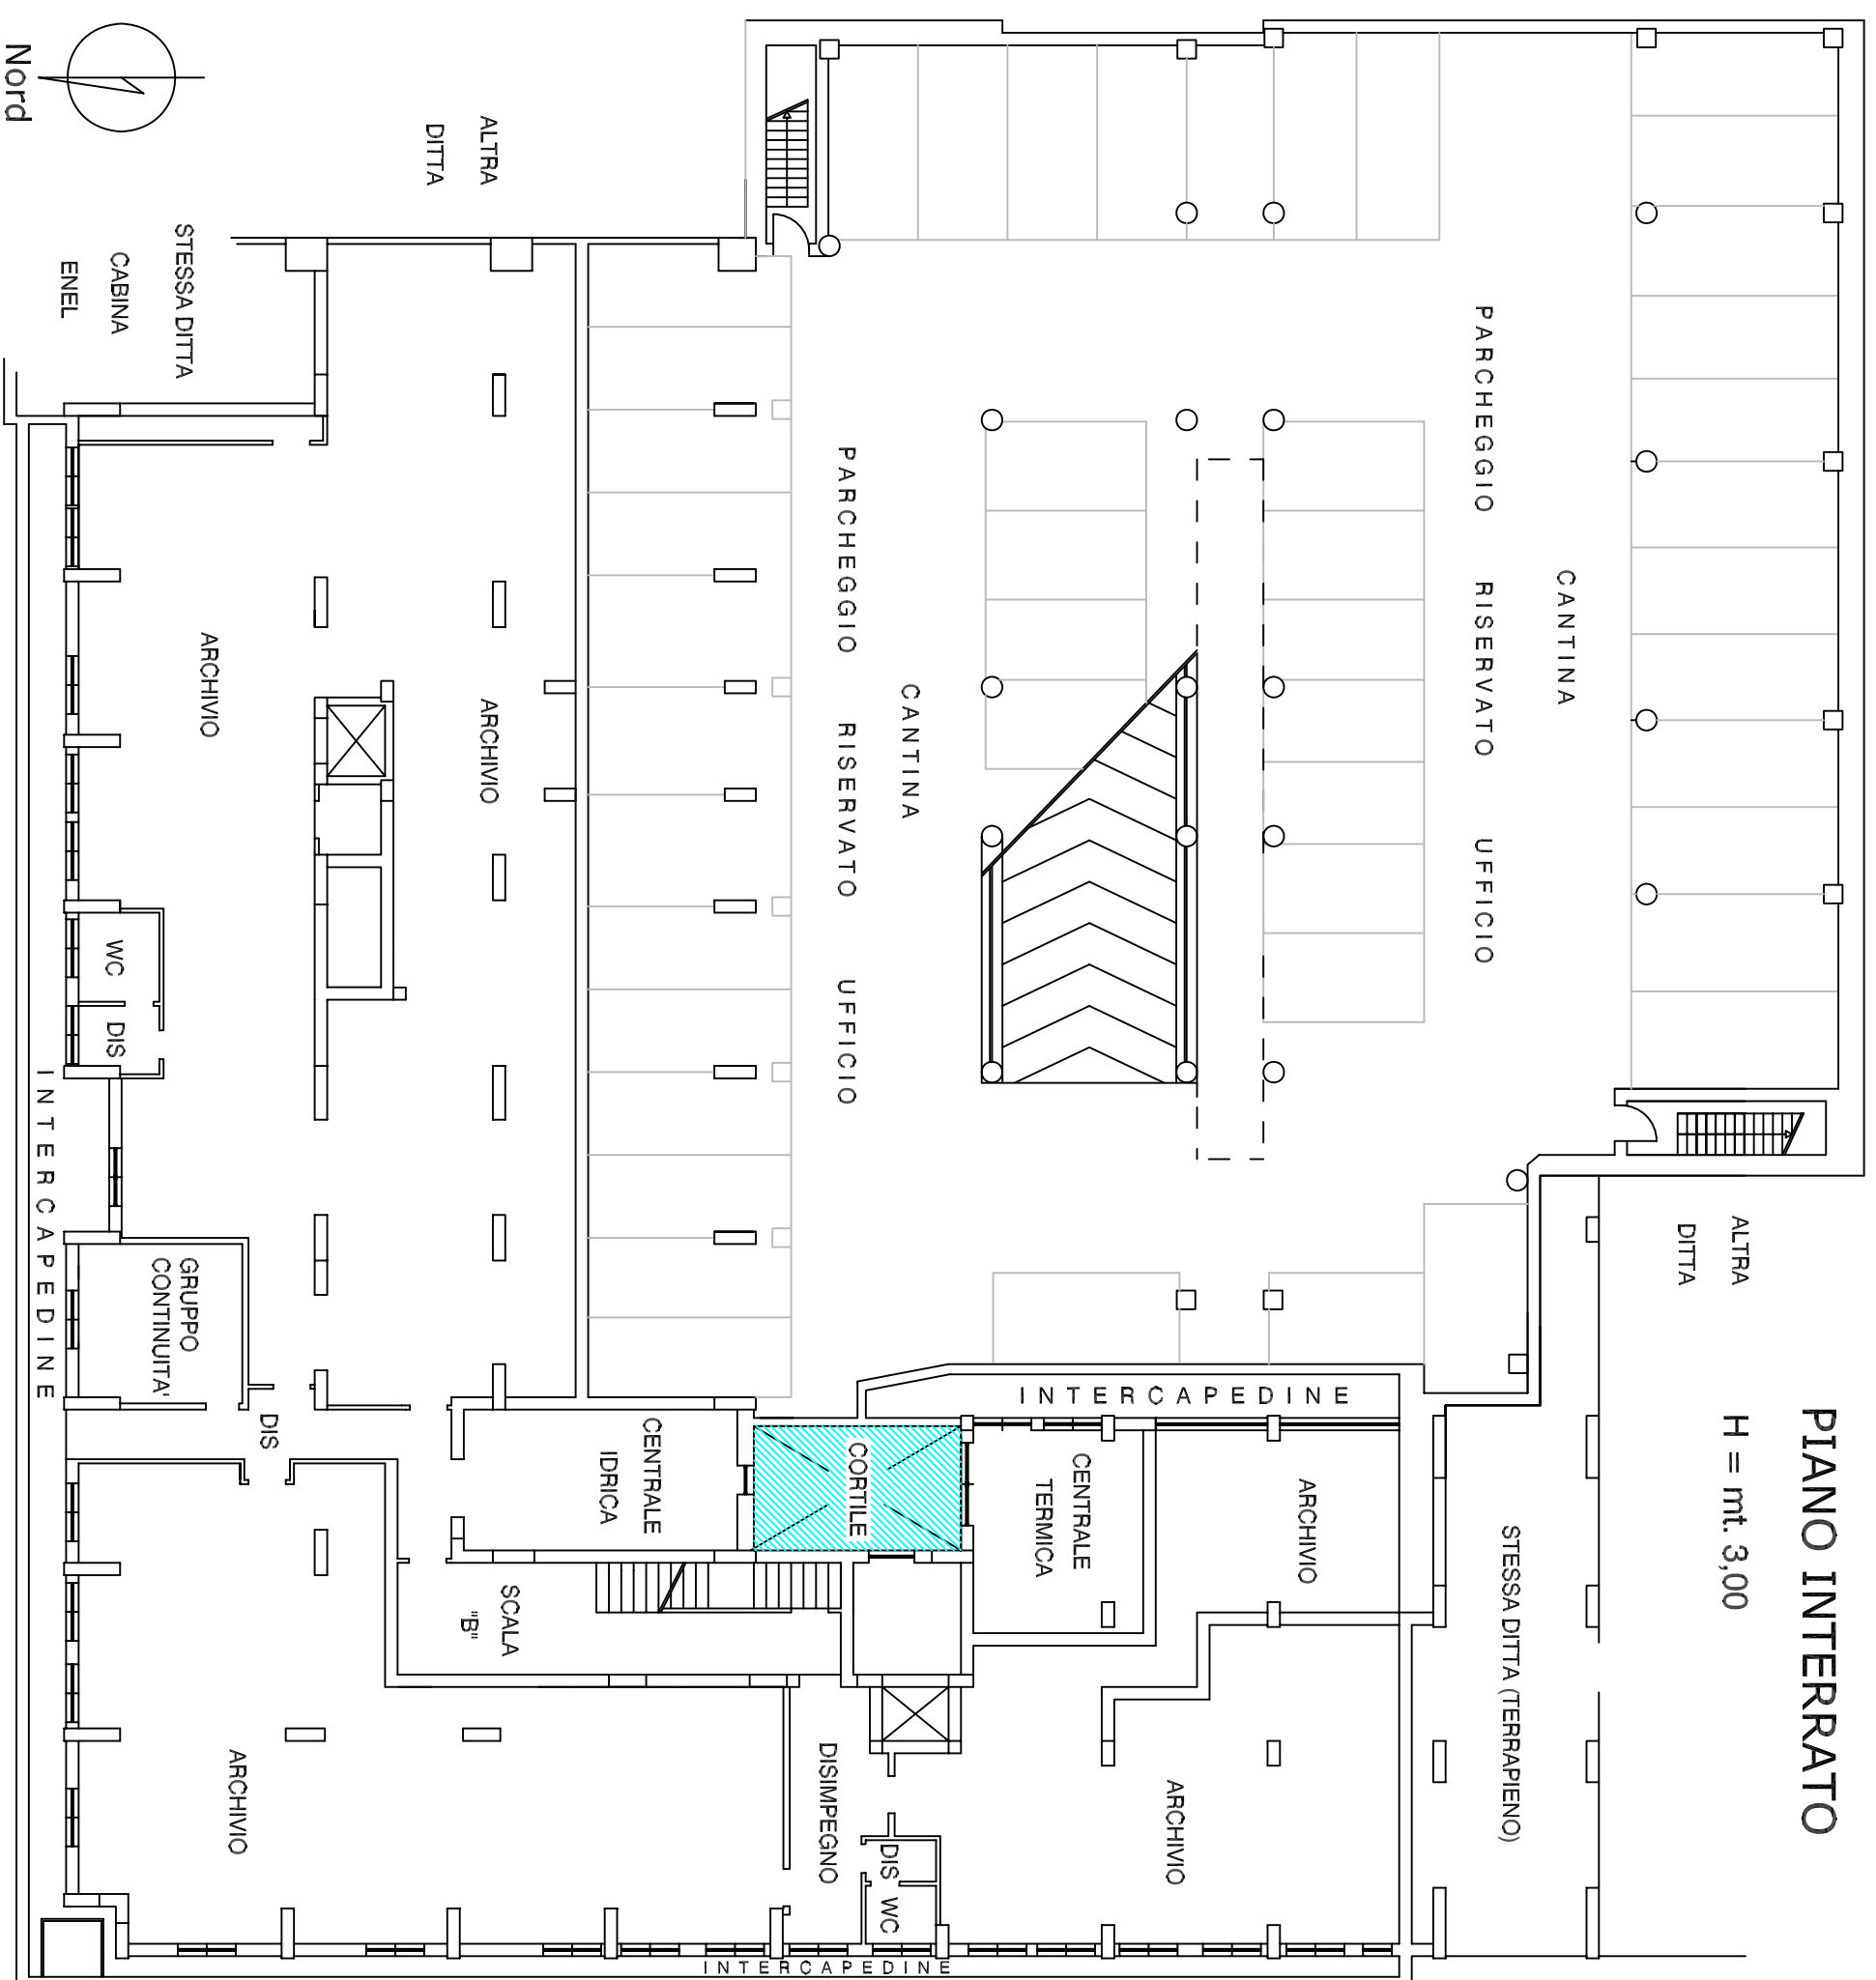 PIANO INTERRATO
H = mt. 3,00
ALTRA
DITTA
STESSA DITTA (TERRAPIENO)
CANTINA
PARCHEGGIO RISERVATO UFFICIO
INTERCAPEDINE
ARCHIVIO
CENTRALE
TERMICA
ARCHIVIO
CANTINA
PARCHEGGIO RISERVATO UFFICIO
CORTILE
DISIMPEGNO
DIS
WC
INTERCAPEDINE
CENTRALE
IDRICA
SCALA
"B"
ALTRA
DITTA
ARCHIVIO
ARCHIVIO
STESSA DITTA
CABINA
ENEL
WC
DIS
GRUPPO
CONTINUITA'
DIS
ARCHIVIO
INTERCAPEDINE
Nord